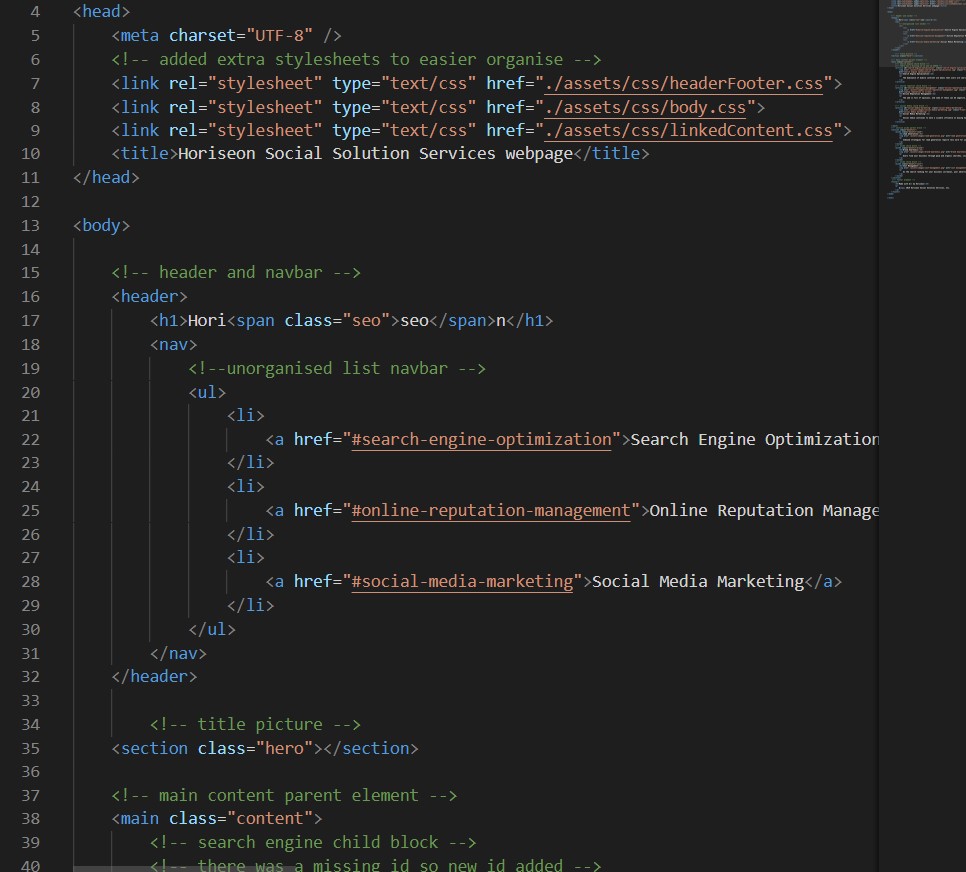 4 <head>
5 <meta charset="UTF-8" />
6 <!-- added extra stylesheets to easier organise -->
7 <link rel="stylesheet" type="text/css" href="./assets/css/headerFooter.css">
8 <link rel="stylesheet" type="text/css" href="./assets/css/body.css">
9 <link rel="stylesheet" type="text/css" href="./assets/css/linkedContent.css">
10 <title>Horiseon Social Solution Services webpage</title>
11 </head>
12
13 <body>
14
15 <!-- header and navbar -->
16 <header>
17 <h1>Hori<span class="seo">seo</span>n</h1>
18 <nav>
19 <!--unorganised list navbar -->
20 <ul>
21 <li>
22 <a href="#search-engine-optimization">Search Engine Optimization
23 </li>
24 <li>
25 <a href="#online-reputation-management">Online Reputation Manage
26 </li>
27 <li>
28 <a href="#social-media-marketing">Social Media Marketing</a>
29 </li>
30 </ul>
31 </nav>
32 </header>
33
34 <!-- title picture -->
35 <section class="hero"></section>
36
37 <!-- main content parent element -->
38 <main class="content">
39 <!-- search engine child block -->
40 <!-- there was a missing id so new id added -->